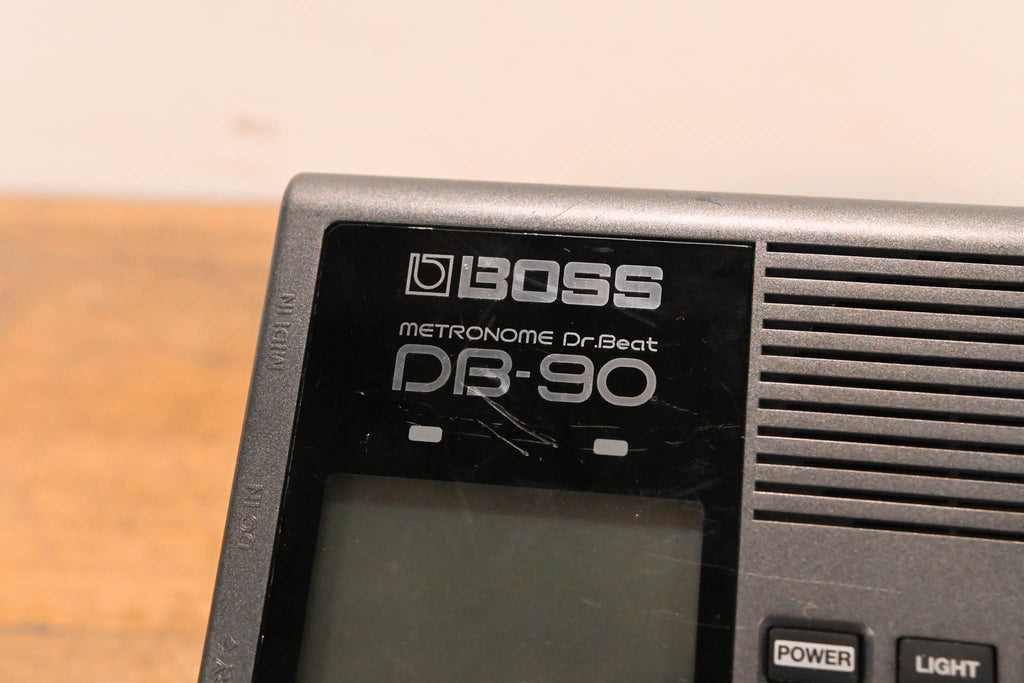 BOSS
METRONOME Dr.Beat
DB-90
MIDI IN
DC IN
POWER
LIGHT